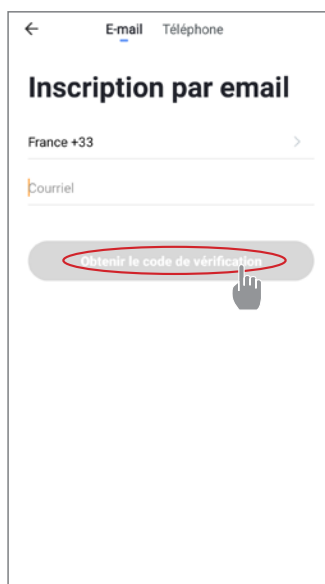 E-mail Téléphone
Inscription par email
France +33
Courriel
Obtenir le code de vérification